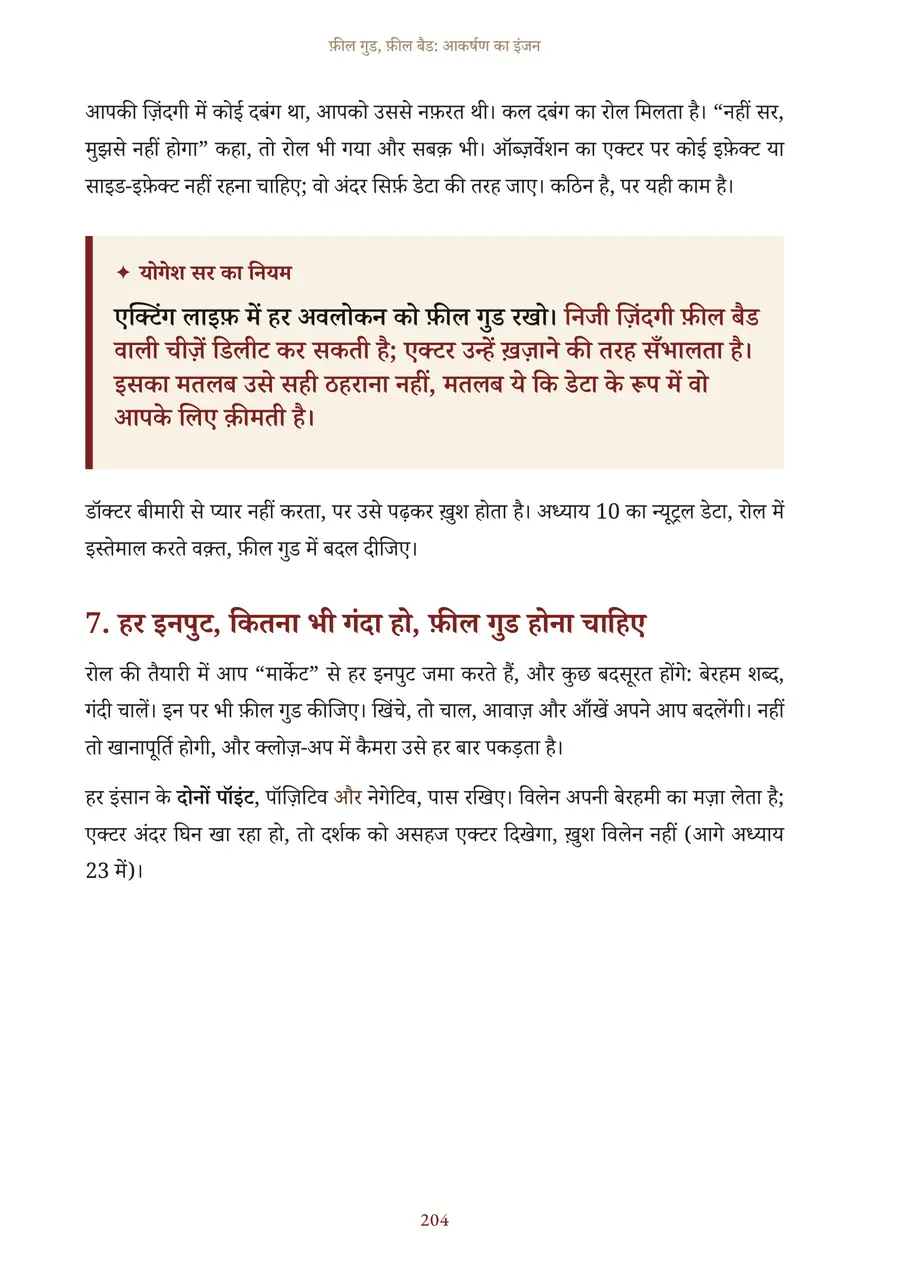 फ़ील गुड, फ़ील बैड: आकर्षण का इंजन
आपकी ज़िंदगी में कोई दबंग था, आपको उससे नफ़रत थी। कल दबंग का रोल मिलता है। “नहीं सर,
मुझसे नहीं होगा” कहा, तो रोल भी गया और सबक़ भी। ऑब्ज़र्वेशन का एक्टर पर कोई इफ़ेक्ट या
साइड-इफ़ेक्ट नहीं रहना चाहिए; वो अंदर सिर्फ़ डेटा की तरह जाए। कठिन है, पर यही काम है।
✦ योगेश सर का नियम
एक्टिंग लाइफ़ में हर अवलोकन को फ़ील गुड रखो। निजी ज़िंदगी फ़ील बैड
वाली चीज़ें डिलीट कर सकती है; एक्टर उन्हें ख़ज़ाने की तरह सँभालता है।
इसका मतलब उसे सही ठहराना नहीं, मतलब ये कि डेटा के रूप में वो
आपके लिए क़ीमती है।
डॉक्टर बीमारी से प्यार नहीं करता, पर उसे पढ़कर ख़ुश होता है। अध्याय 10 का न्यूट्रल डेटा, रोल में
इस्तेमाल करते वक़्त, फ़ील गुड में बदल दीजिए।
7. हर इनपुट, कितना भी गंदा हो, फ़ील गुड होना चाहिए
रोल की तैयारी में आप “मार्केट” से हर इनपुट जमा करते हैं, और कुछ बदसूरत होंगे: बेरहम शब्द,
गंदी चालें। इन पर भी फ़ील गुड कीजिए। खिंचे, तो चाल, आवाज़ और आँखें अपने आप बदलेंगी। नहीं
तो खानापूर्ति होगी, और क्लोज़-अप में कैमरा उसे हर बार पकड़ता है।
हर इंसान के दोनों पॉइंट, पॉज़िटिव और नेगेटिव, पास रखिए। विलेन अपनी बेरहमी का मज़ा लेता है;
एक्टर अंदर घिन खा रहा हो, तो दर्शक को असहज एक्टर दिखेगा, ख़ुश विलेन नहीं (आगे अध्याय
23 में)।
204